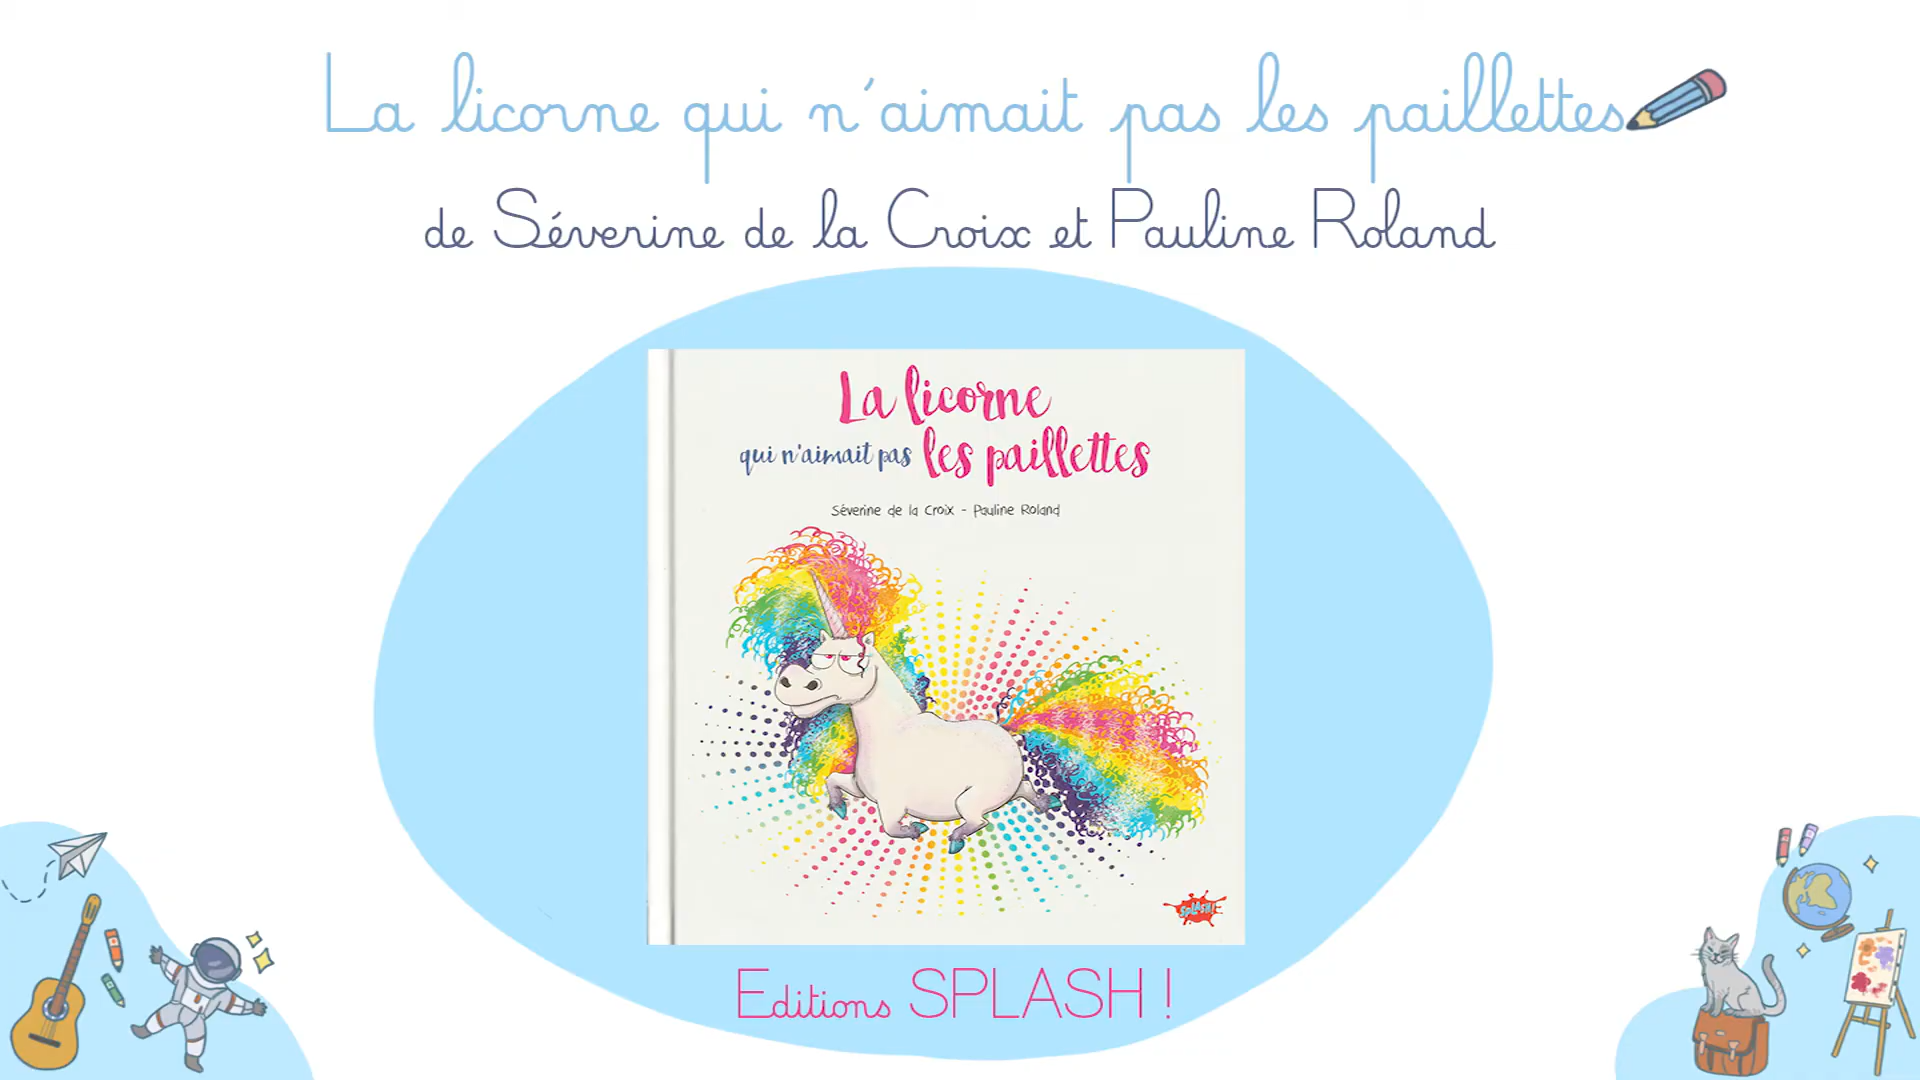 La licorne qui n'aimait pas les paillettes
de Séverine de la Croix et Pauline Roland
La licorne
qui n'aimait pas les paillettes
Séverine de la Croix - Pauline Roland
SPLASH!
Editions SPLASH !